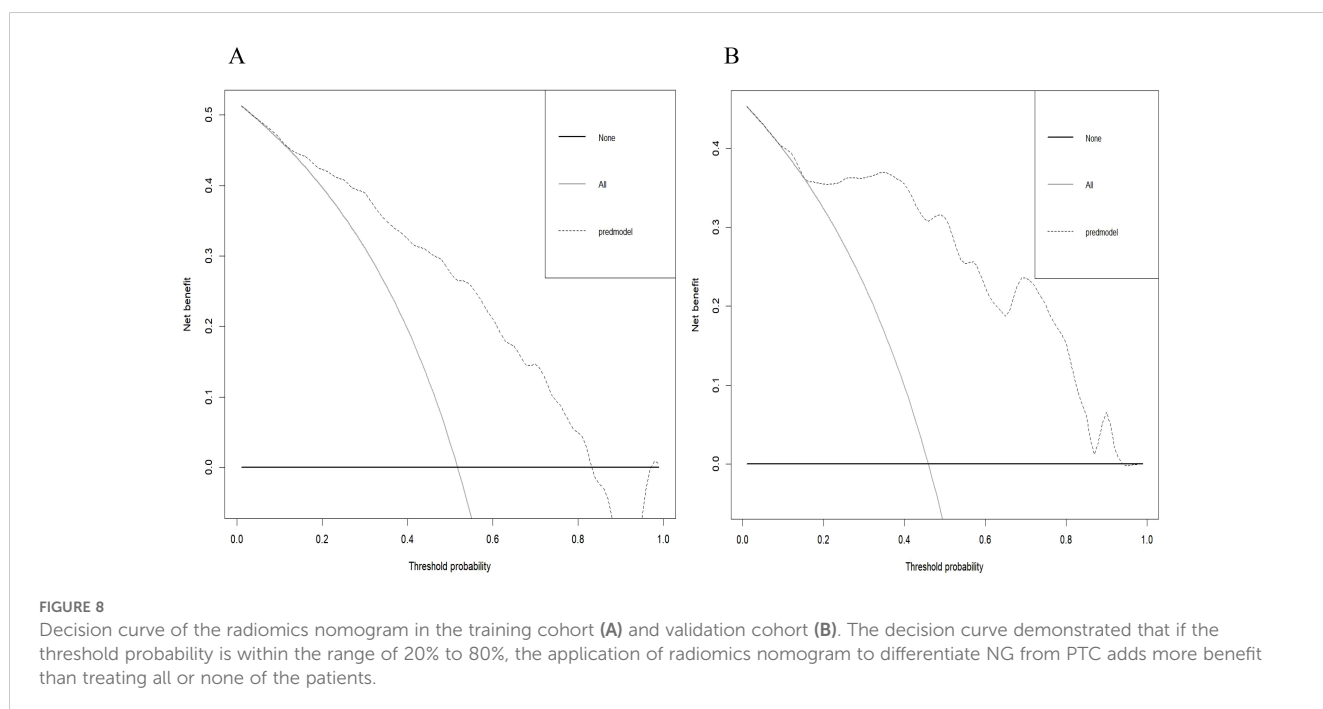 A
B
None
All
predmodel
None
All
predmodel
0.5
0.4
0.3
0.2
0.1
0.0
Net benefit
0.4
0.3
0.2
0.1
0.0
Net benefit
0.0 0.2 0.4 0.6 0.8 1.0
Threshold probability
0.0 0.2 0.4 0.6 0.8 1.0
Threshold probability
FIGURE 8
Decision curve of the radiomics nomogram in the training cohort (A) and validation cohort (B). The decision curve demonstrated that if the
threshold probability is within the range of 20% to 80%, the application of radiomics nomogram to differentiate NG from PTC adds more benefit
than treating all or none of the patients.